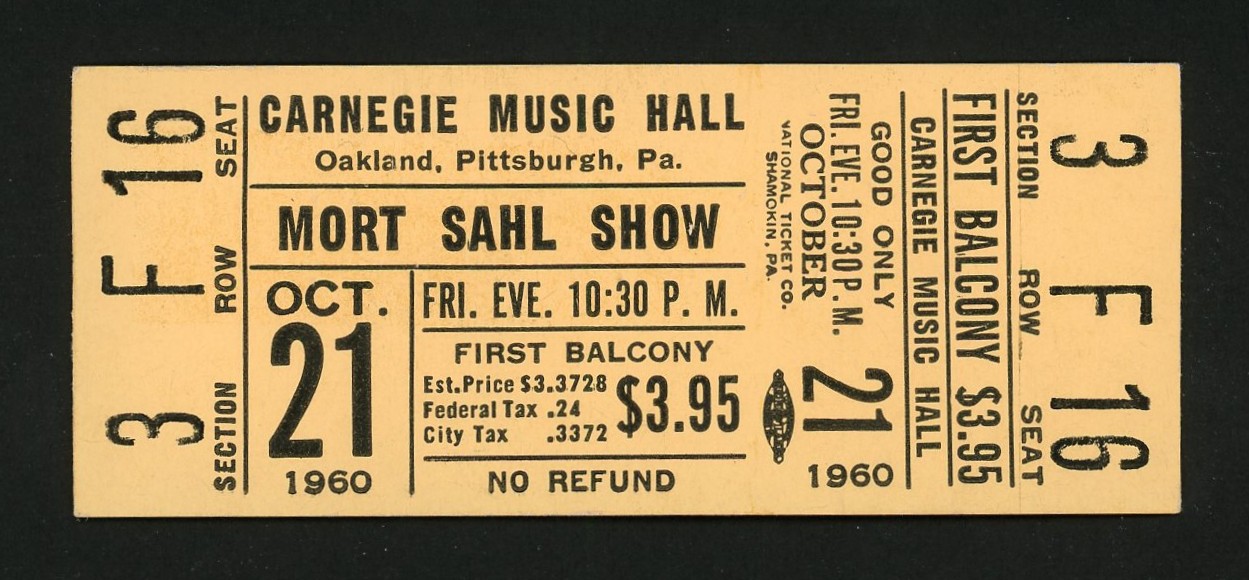 3 F 16
SECTION ROW SEAT
CARNEGIE MUSIC HALL
Oakland, Pittsburgh, Pa.
MORT SAHL SHOW
OCT.
21
1960
FRI. EVE. 10:30 P. M.
FIRST BALCONY
Est.Price $3.3728
Federal Tax .24
City Tax .3372
$3.95
NO REFUND
3 F 16
SECTION ROW SEAT
FIRST BALCONY $3.95
CARNEGIE MUSIC HALL
GOOD ONLY
FRI. EVE. 10:30 P. M.
OCTOBER
21
1960
NATIONAL TICKET CO.
SHAMOKIN, PA.